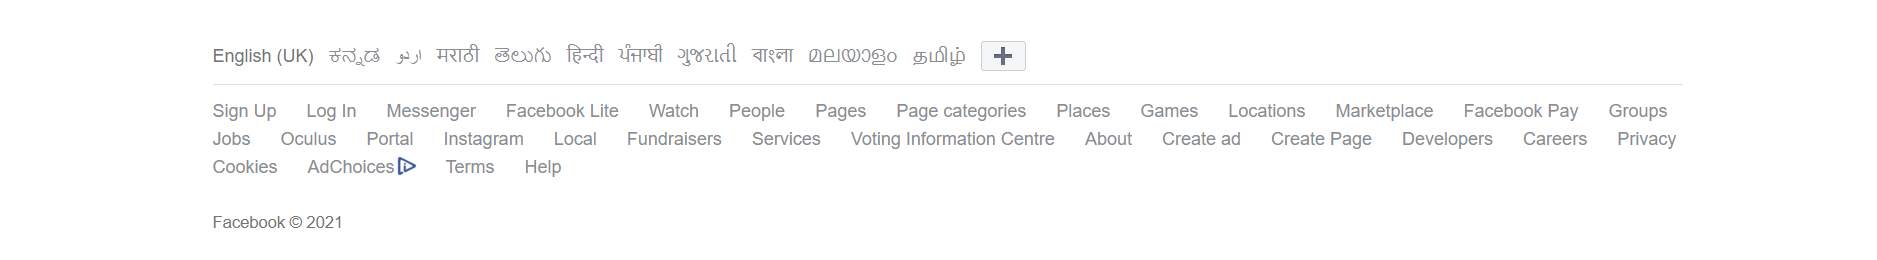 English (UK) ಕನ್ನಡ اردو मराठी తెలుగు हिन्दी ਪੰਜਾਬੀ ગુજરાતી বাংলা മലയാളം தமிழ் +
Sign Up Log In Messenger Facebook Lite Watch People Pages Page categories Places Games Locations Marketplace Facebook Pay Groups
Jobs Oculus Portal Instagram Local Fundraisers Services Voting Information Centre About Create ad Create Page Developers Careers Privacy
Cookies AdChoices Terms Help
Facebook © 2021